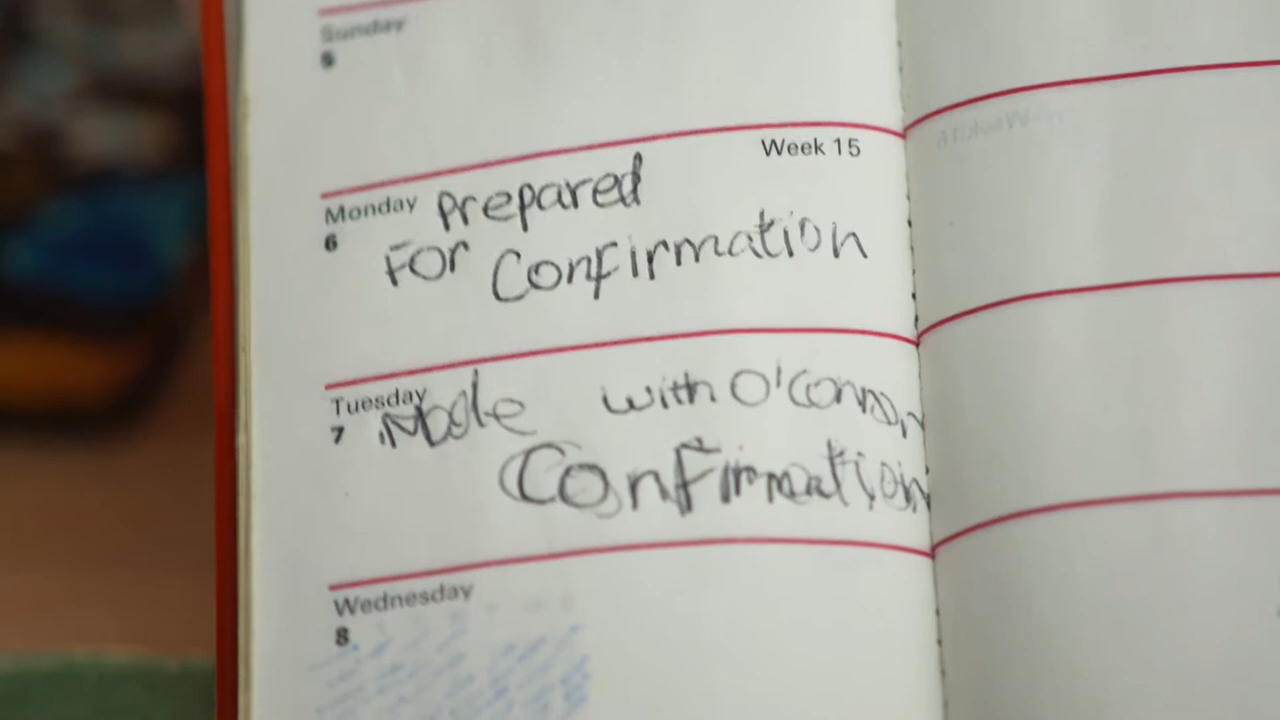 Sunday
5
Week 15
Monday prepared
6
For Confirmation
Tuesday
7
with O'Connor
Confirmation
Wednesday
8